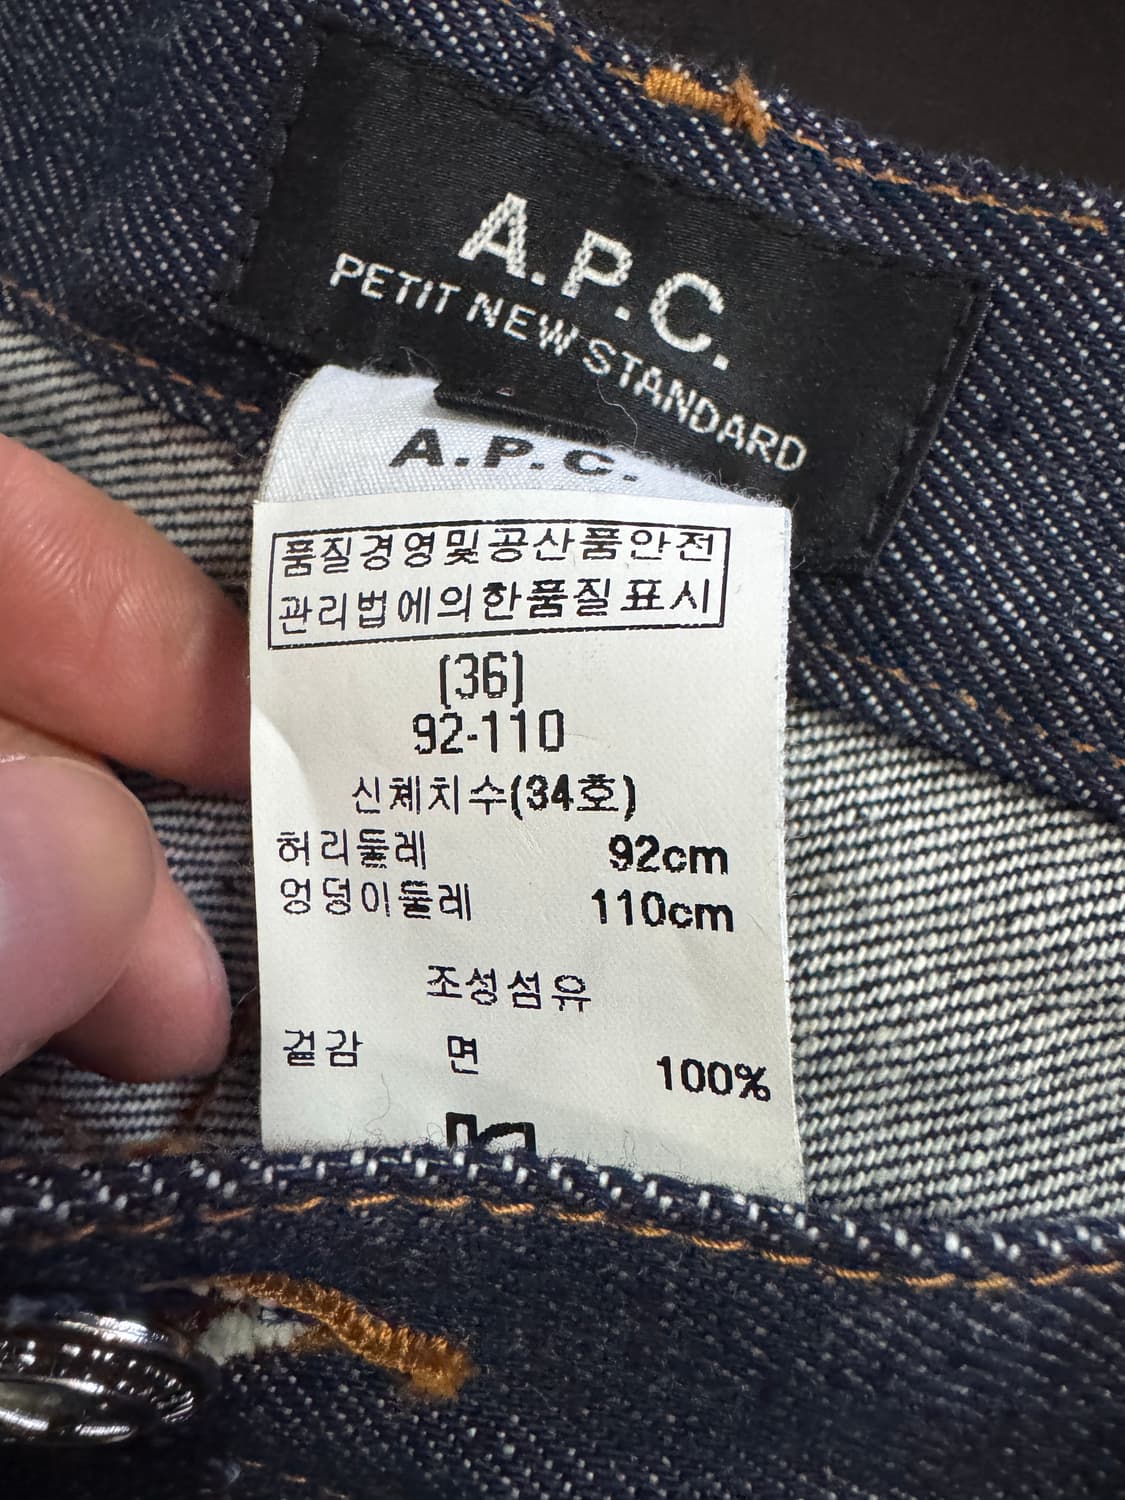 A.P.C.
PETIT NEW STANDARD
A.P.C.
품질경영및공산품안전
관리법에의한품질표시
(36)
92-110
신체치수(34호)
허리둘레 92cm
엉덩이둘레 110cm
조성섬유
겉감 면 100%